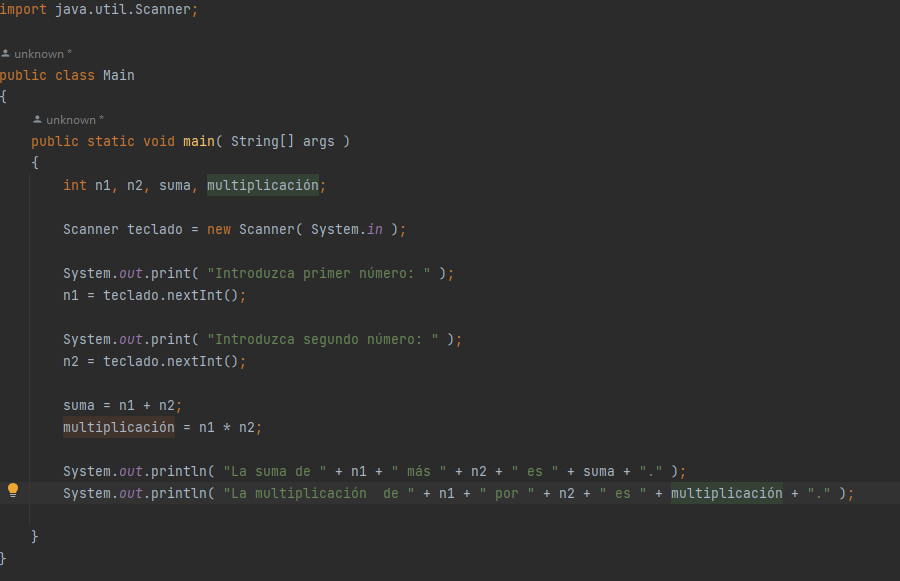 import java.util.Scanner;
unknown *
public class Main
{
unknown *
public static void main( String[] args )
{
int n1, n2, suma, multiplicación;
Scanner teclado = new Scanner( System.in );
System.out.print( "Introduzca primer número: " );
n1 = teclado.nextInt();
System.out.print( "Introduzca segundo número: " );
n2 = teclado.nextInt();
suma = n1 + n2;
multiplicación = n1 * n2;
System.out.println( "La suma de " + n1 + " más " + n2 + " es " + suma + "." );
System.out.println( "La multiplicación  de " + n1 + " por " + n2 + " es " + multiplicación + "." );
}
}